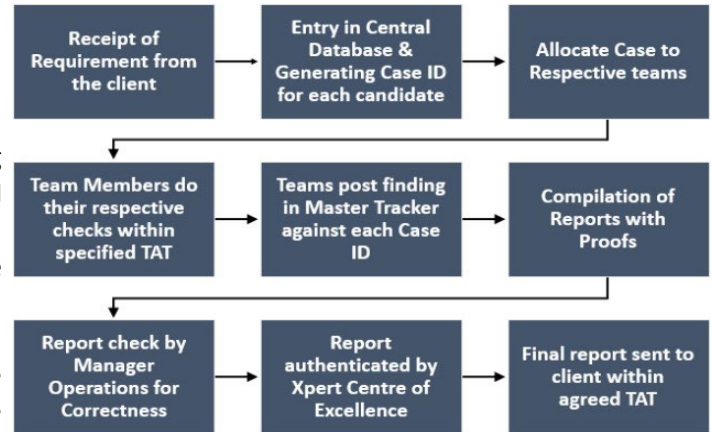 Receipt of
Requirement from
the client
Entry in Central
Database &
Generating Case ID
for each candidate
Allocate Case to
Respective teams
Team Members do
their respective
checks within
specified TAT
Teams post finding
in Master Tracker
against each Case
ID
Compilation of
Reports with
Proofs
Report check by
Manager
Operations for
Correctness
Report
authenticated by
Xpert Centre of
Excellence
Final report sent to
client within
agreed TAT